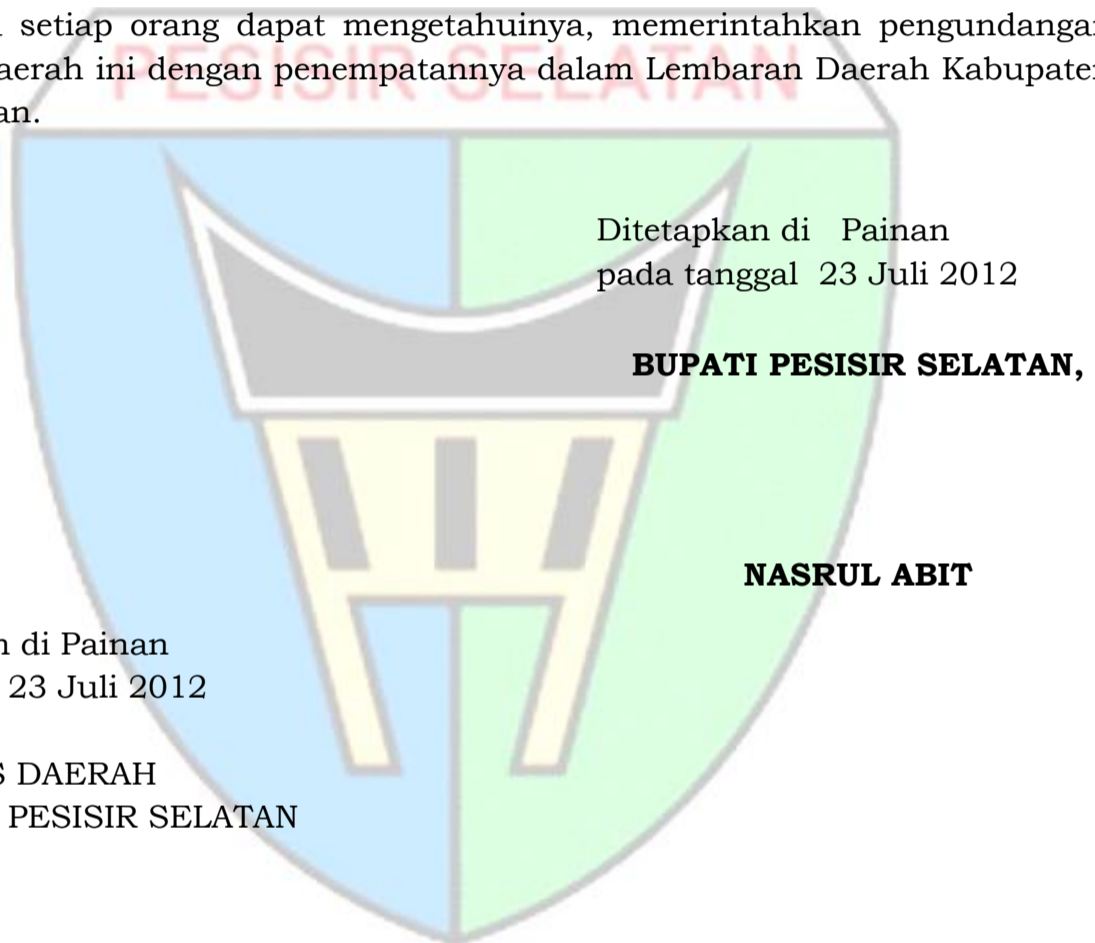 setiap orang dapat mengetahuinya, memerintahkan pengundangan
PESISIR SELATAN
aerah ini dengan penempatannya dalam Lembaran Daerah Kabupaten
an.
Ditetapkan di Painan
pada tanggal 23 Juli 2012
BUPATI PESISIR SELATAN,
NASRUL ABIT
n di Painan
23 Juli 2012
S DAERAH
PESISIR SELATAN